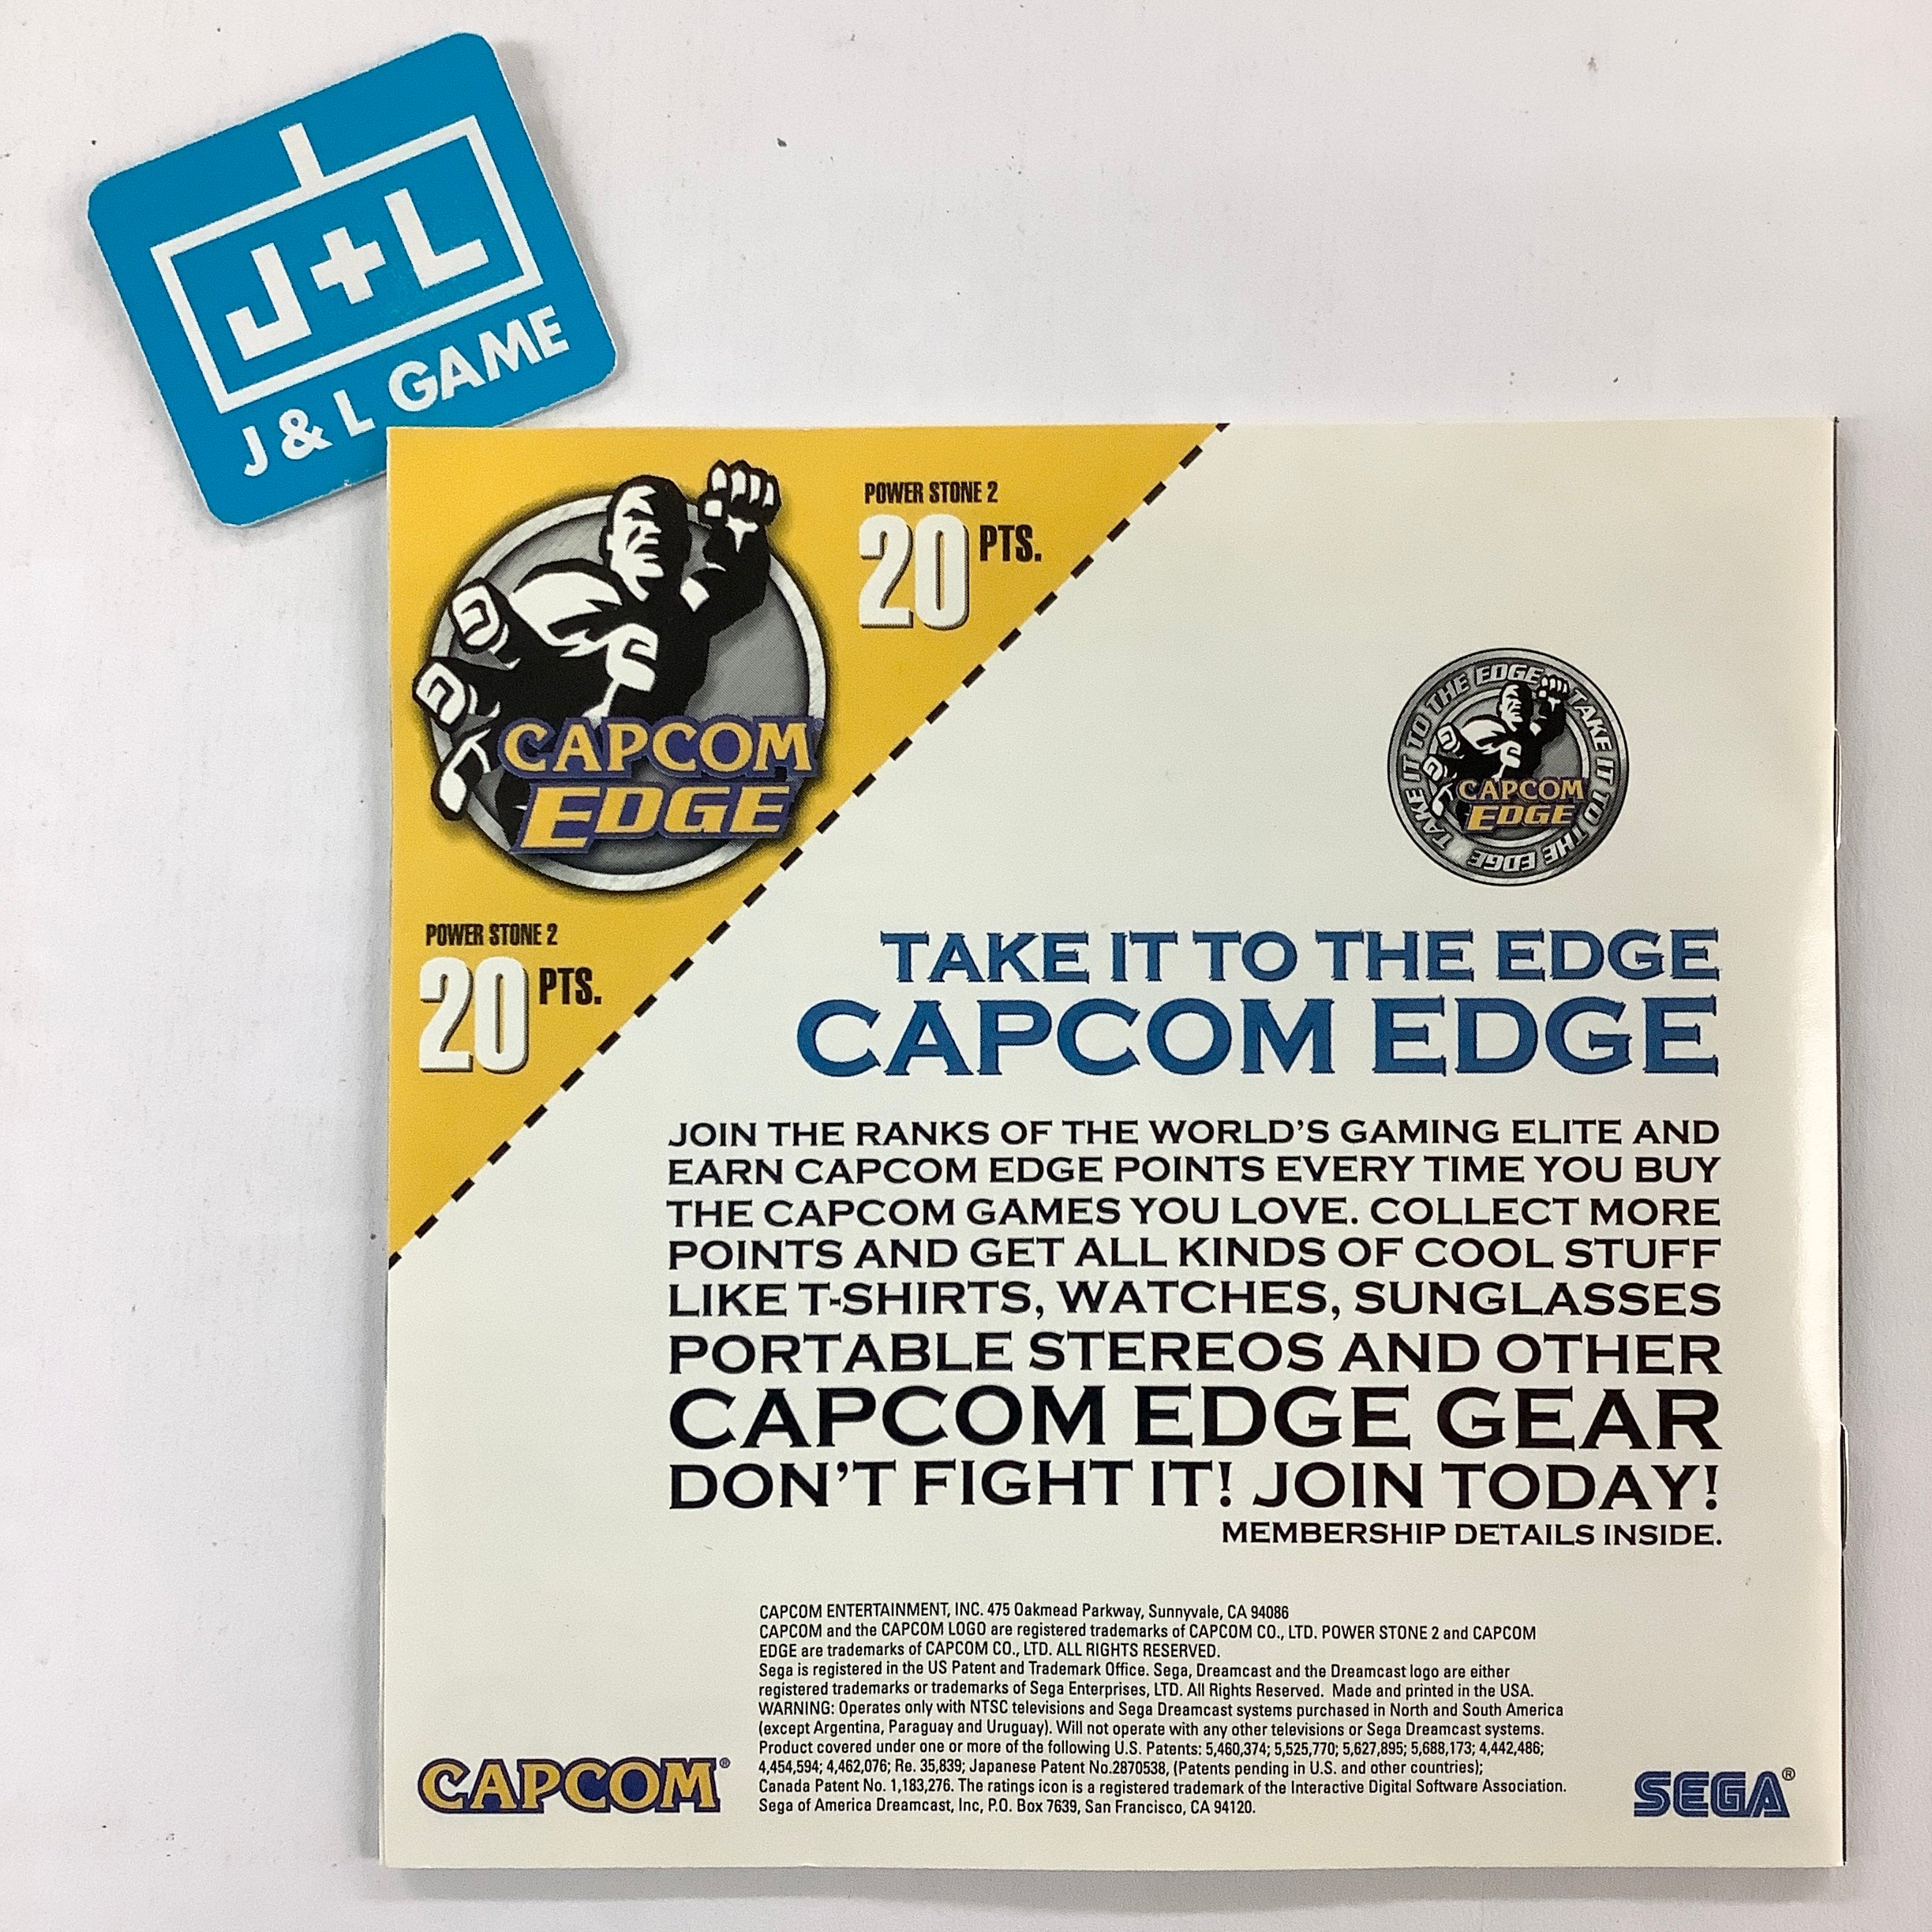 J+L
J & L GAME
POWER STONE 2
20 PTS.
CAPCOM
EDGE
POWER STONE 2
20 PTS.
TAKE IT TO THE EDGE TAKE IT TO THE EDGE
CAPCOM
EDGE
TAKE IT TO THE EDGE
CAPCOM EDGE
JOIN THE RANKS OF THE WORLD'S GAMING ELITE AND
EARN CAPCOM EDGE POINTS EVERY TIME YOU BUY
THE CAPCOM GAMES YOU LOVE. COLLECT MORE
POINTS AND GET ALL KINDS OF COOL STUFF
LIKE T-SHIRTS, WATCHES, SUNGLASSES
PORTABLE STEREOS AND OTHER
CAPCOM EDGE GEAR
DON'T FIGHT IT! JOIN TODAY!
MEMBERSHIP DETAILS INSIDE.
CAPCOM ENTERTAINMENT, INC. 475 Oakmead Parkway, Sunnyvale, CA 94086
CAPCOM and the CAPCOM LOGO are registered trademarks of CAPCOM CO., LTD. POWER STONE 2 and CAPCOM
EDGE are trademarks of CAPCOM CO., LTD. ALL RIGHTS RESERVED.
Sega is registered in the US Patent and Trademark Office. Sega, Dreamcast and the Dreamcast logo are either
registered trademarks or trademarks of Sega Enterprises, LTD. All Rights Reserved. Made and printed in the USA.
WARNING: Operates only with NTSC televisions and Sega Dreamcast systems purchased in North and South America
(except Argentina, Paraguay and Uruguay). Will not operate with any other televisions or Sega Dreamcast systems.
Product covered under one or more of the following U.S. Patents: 5,460,374; 5,525,770; 5,627,895; 5,688,173; 4,442,486;
4,454,594; 4,462,076; Re. 35,839; Japanese Patent No.2870538, (Patents pending in U.S. and other countries);
Canada Patent No. 1,183,276. The ratings icon is a registered trademark of the Interactive Digital Software Association.
Sega of America Dreamcast, Inc, P.O. Box 7639, San Francisco, CA 94120.
CAPCOM®
SEGA®